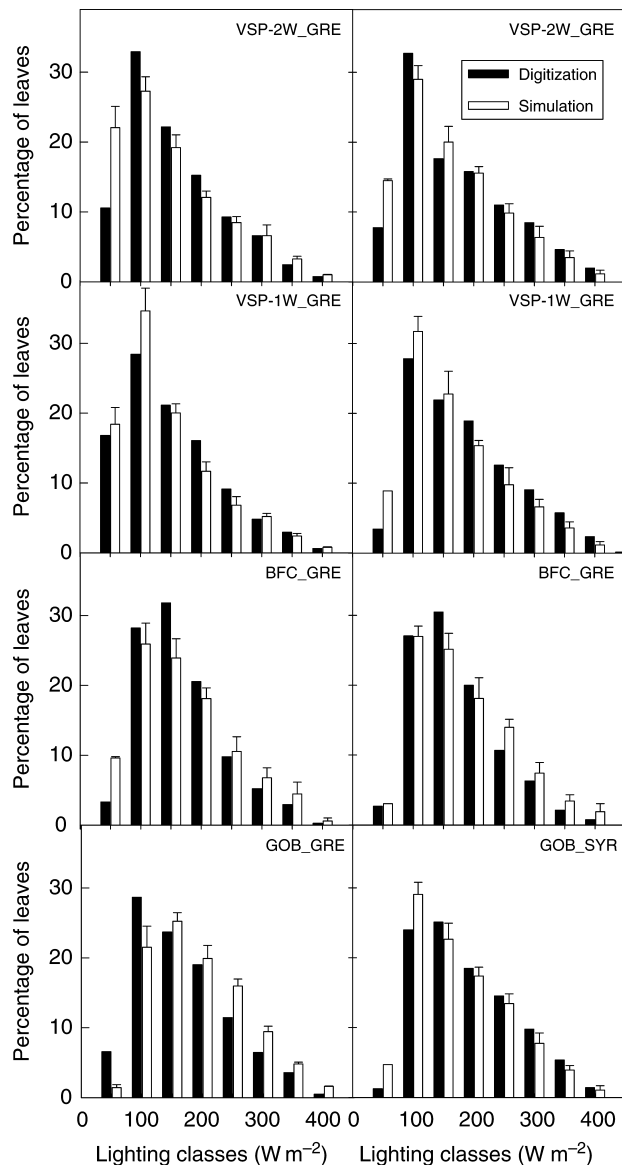 VSP-2W_GRE
VSP-2W_GRE
Digitization
Simulation
Percentage of leaves
30
20
10
0
VSP-1W_GRE
VSP-1W_GRE
Percentage of leaves
30
20
10
0
BFC_GRE
BFC_GRE
Percentage of leaves
30
20
10
0
GOB_GRE
GOB_SYR
Percentage of leaves
30
20
10
0
0 100 200 300 400 0 100 200 300 400
Lighting classes (W m−2) Lighting classes (W m−2)